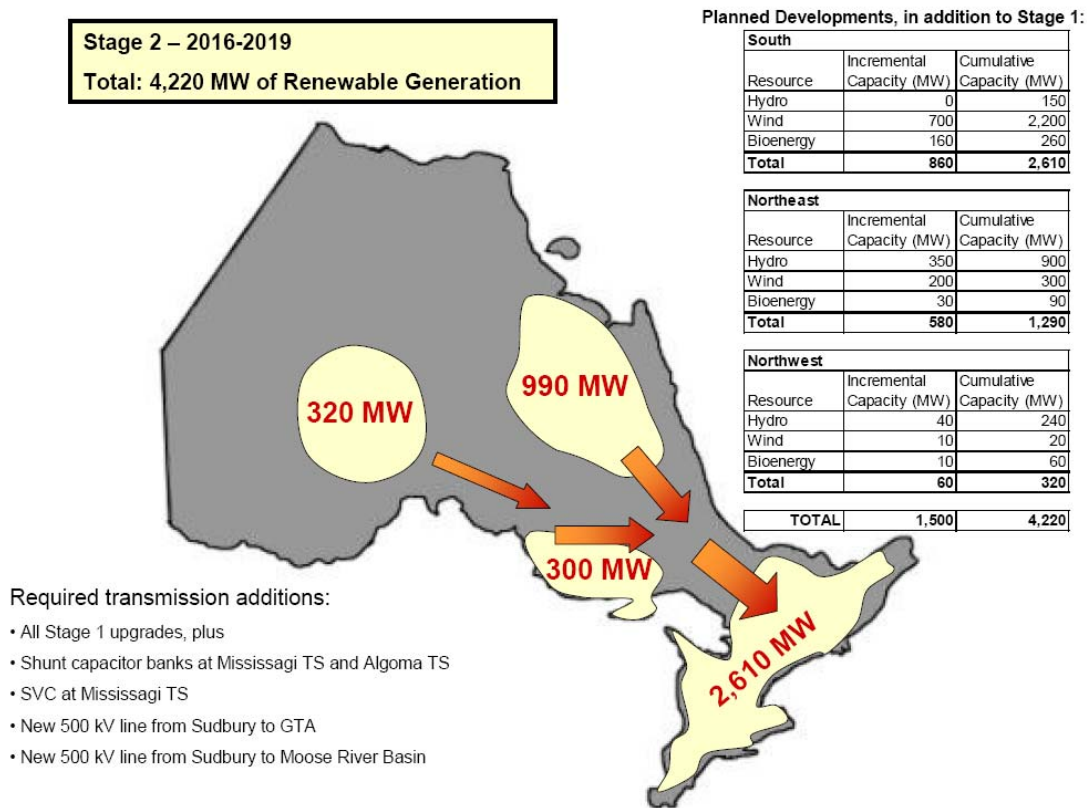 Stage 2 – 2016-2019
Total: 4,220 MW of Renewable Generation
Planned Developments, in addition to Stage 1:
South
Resource Incremental Capacity (MW) Cumulative Capacity (MW)
Hydro 0 150
Wind 700 2,200
Bioenergy 160 260
Total 860 2,610
Northeast
Resource Incremental Capacity (MW) Cumulative Capacity (MW)
Hydro 350 900
Wind 200 300
Bioenergy 30 90
Total 580 1,290
Northwest
Resource Incremental Capacity (MW) Cumulative Capacity (MW)
Hydro 40 240
Wind 10 20
Bioenergy 10 60
Total 60 320
TOTAL 1,500 4,220
320 MW
990 MW
300 MW
2,610 MW
Required transmission additions:
• All Stage 1 upgrades, plus
• Shunt capacitor banks at Mississagi TS and Algoma TS
• SVC at Mississagi TS
• New 500 kV line from Sudbury to GTA
• New 500 kV line from Sudbury to Moose River Basin